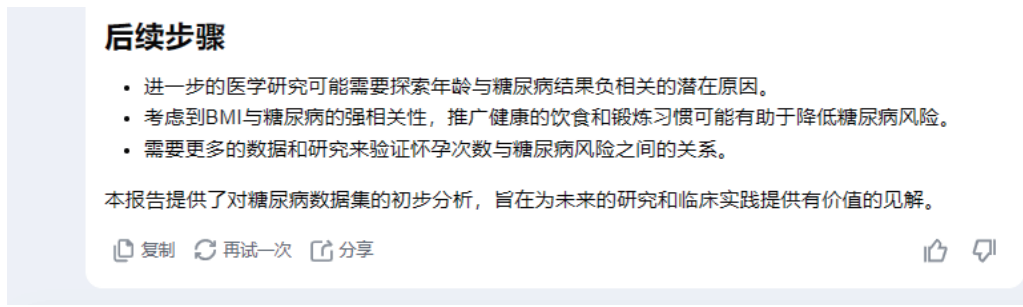 后续步骤
• 进一步的医学研究可能需要探索年龄与糖尿病结果负相关的潜在原因。
• 考虑到BMI与糖尿病的强相关性，推广健康的饮食和锻炼习惯可能有助于降低糖尿病风险。
• 需要更多的数据和研究来验证怀孕次数与糖尿病风险之间的关系。
本报告提供了对糖尿病数据集的初步分析，旨在为未来的研究和临床实践提供有价值的见解。
复制 再试一次 分享